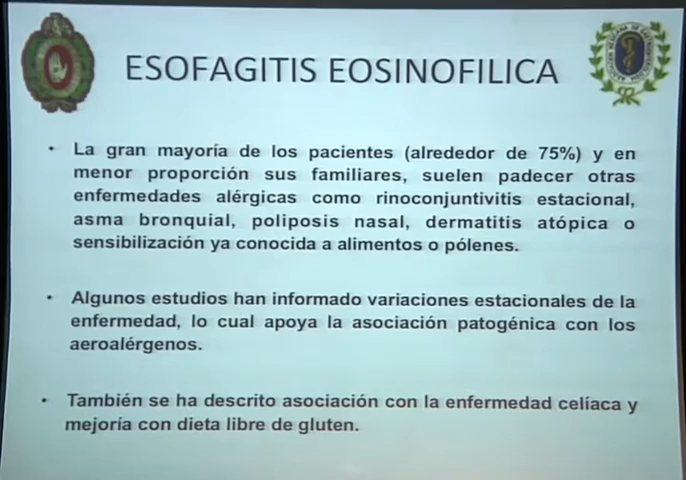 ESOFAGITIS EOSINOFILICA
• La gran mayoría de los pacientes (alrededor de 75%) y en
menor proporción sus familiares, suelen padecer otras
enfermedades alérgicas como rinoconjuntivitis estacional,
asma bronquial, poliposis nasal, dermatitis atópica o
sensibilización ya conocida a alimentos o pólenes.
• Algunos estudios han informado variaciones estacionales de la
enfermedad, lo cual apoya la asociación patogénica con los
aeroalérgenos.
• También se ha descrito asociación con la enfermedad celíaca y
mejoría con dieta libre de gluten.